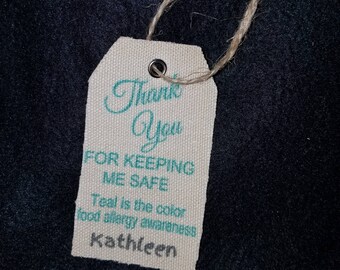 Thank
You
FOR KEEPING
ME SAFE
Teal is the color
food allergy awareness
Kathleen